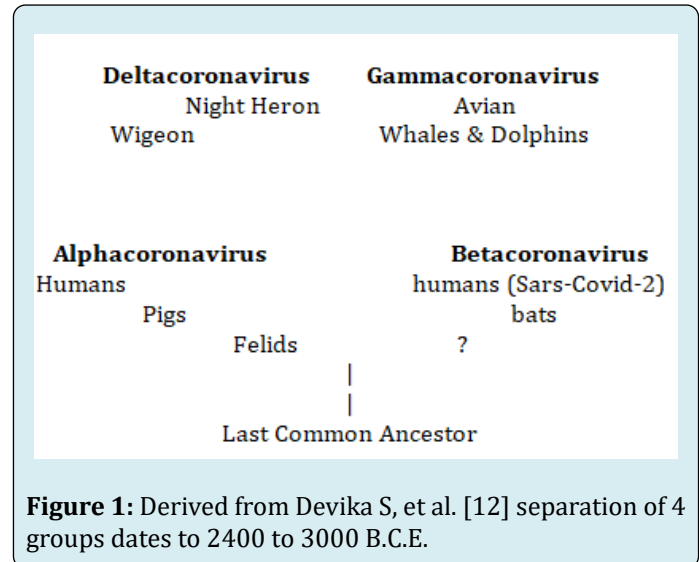 Deltacoronavirus Gammacoronavirus
Night Heron Avian
Wigeon Whales & Dolphins
Alphacoronavirus Betacoronavirus
Humans humans (Sars-Covid-2)
Pigs bats
Felids ?
|
|
Last Common Ancestor
Figure 1: Derived from Devika S, et al. [12] separation of 4
groups dates to 2400 to 3000 B.C.E.